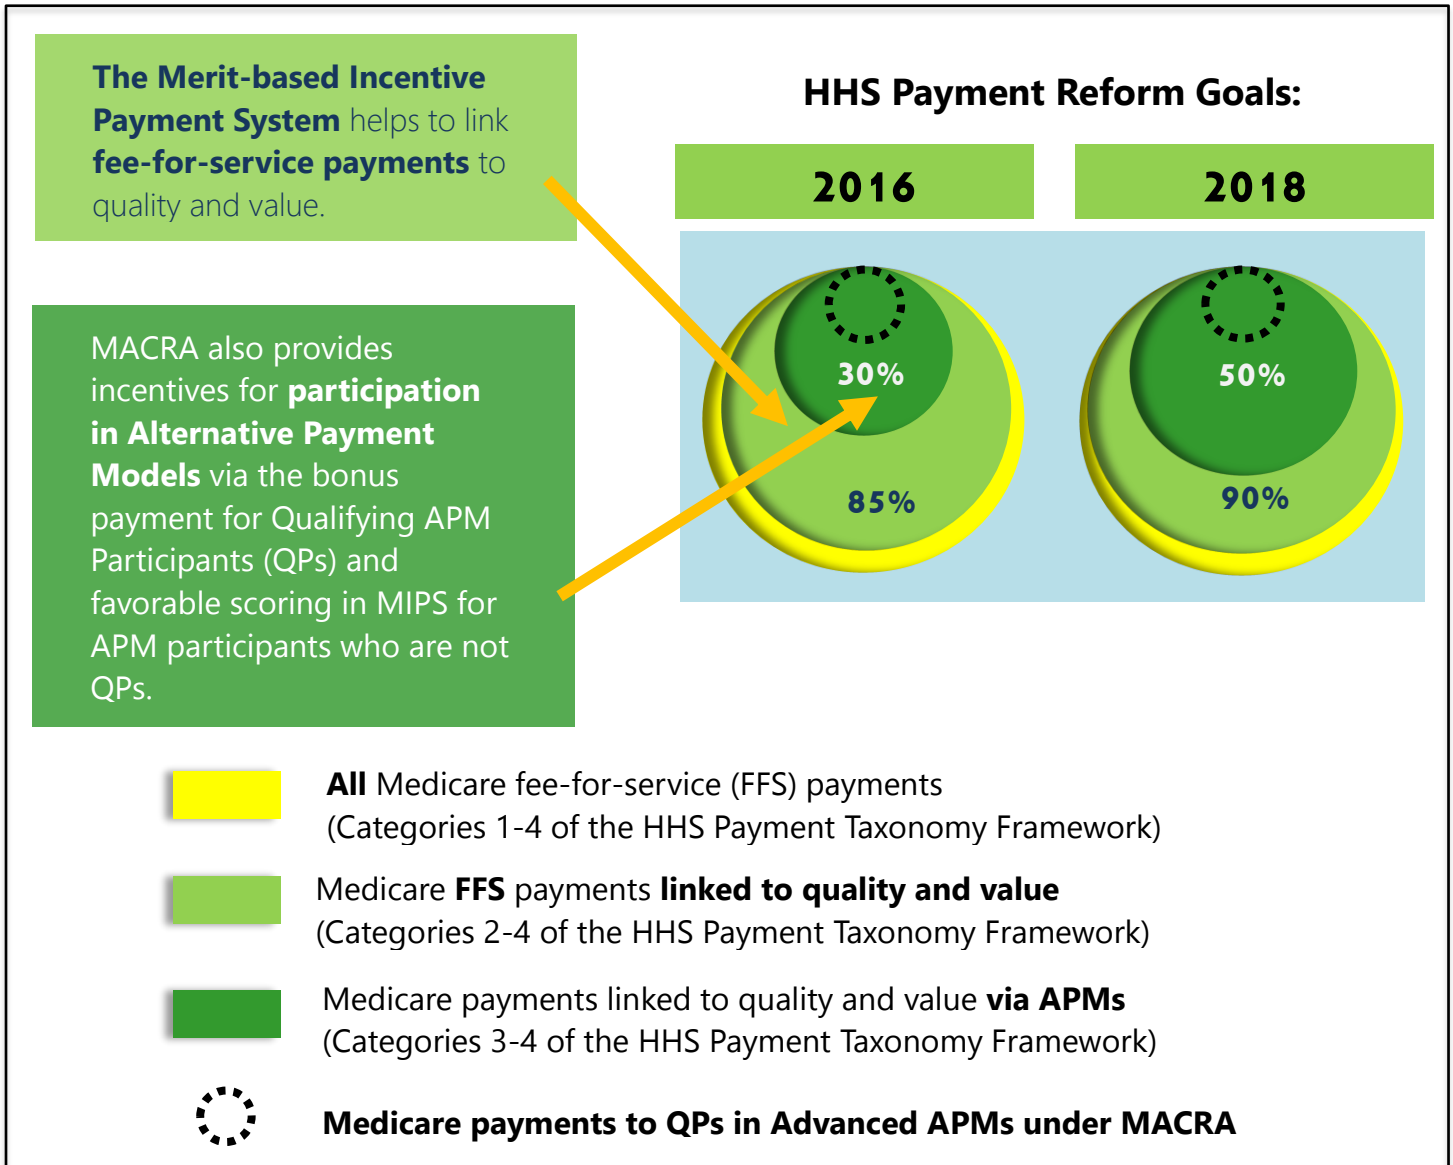 The Merit-based Incentive
Payment System helps to link
fee-for-service payments to
quality and value.
MACRA also provides
incentives for participation
in Alternative Payment
Models via the bonus
payment for Qualifying APM
Participants (QPs) and
favorable scoring in MIPS for
APM participants who are not
QPs.
HHS Payment Reform Goals:
2016
2018
30%
85%
50%
90%
All Medicare fee-for-service (FFS) payments
(Categories 1-4 of the HHS Payment Taxonomy Framework)
Medicare FFS payments linked to quality and value
(Categories 2-4 of the HHS Payment Taxonomy Framework)
Medicare payments linked to quality and value via APMs
(Categories 3-4 of the HHS Payment Taxonomy Framework)
Medicare payments to QPs in Advanced APMs under MACRA